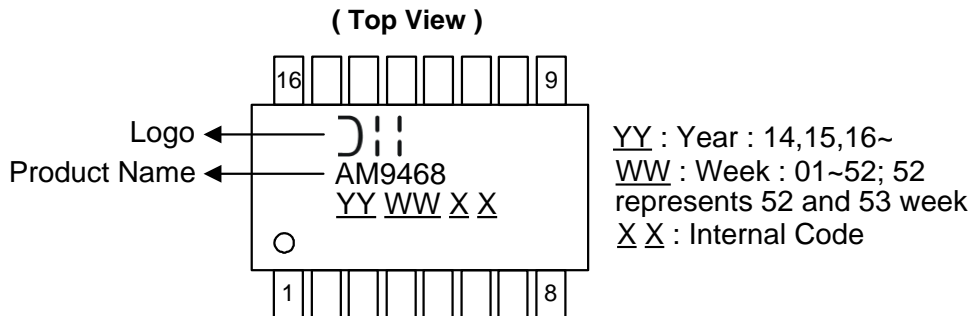 ( Top View )
16 9
Logo
Product Name
AM9468
YY WW X X
1 8
YY : Year : 14,15,16~
WW : Week : 01~52; 52
represents 52 and 53 week
X X : Internal Code